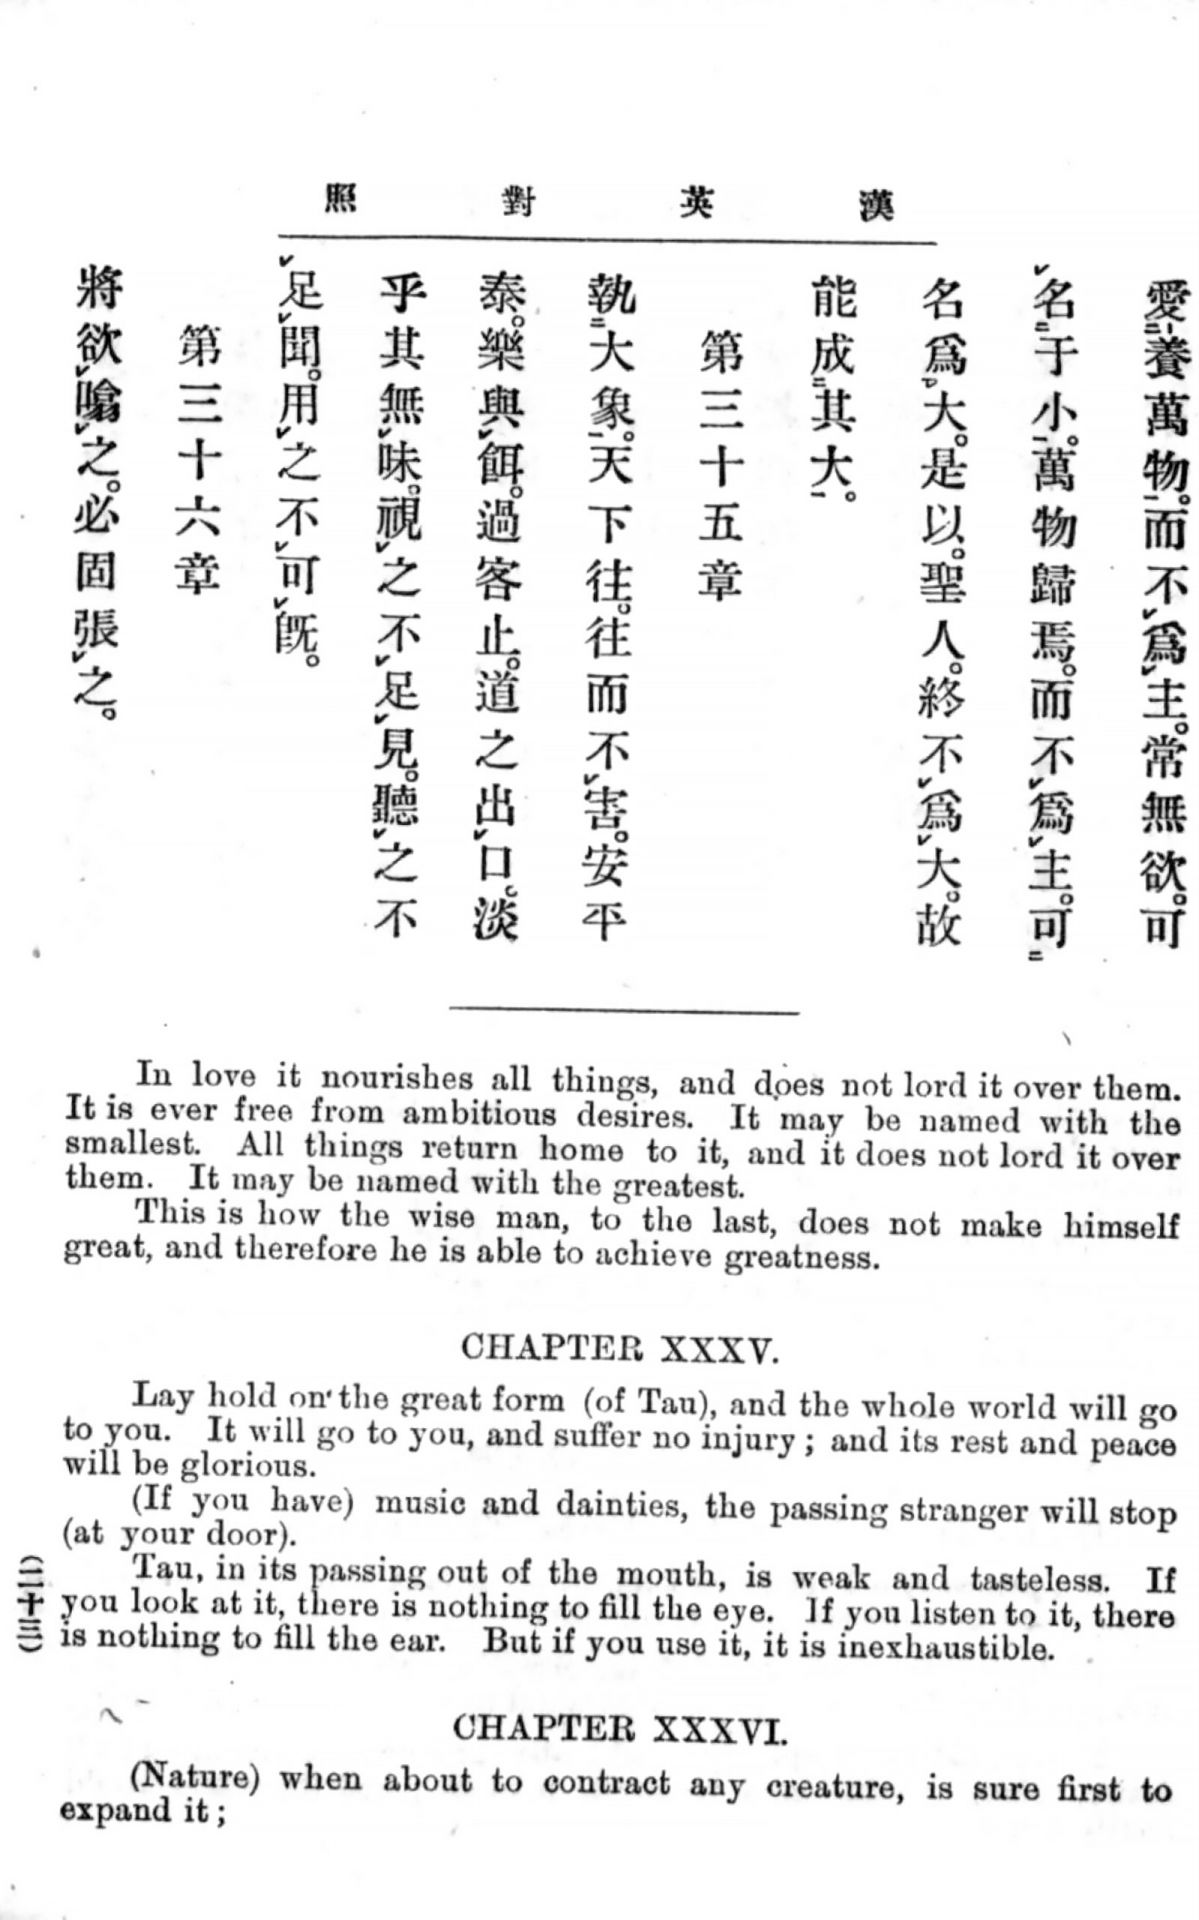 漢英對照
愛養萬物。而不爲主。常無欲。可
名于小。萬物歸焉。而不爲主。可
名爲大。是以。聖人。終不爲大。故
能成其大。
第三十五章
執大象。天下往。往而不害。安平
泰。樂與餌。過客止。道之出口。淡
乎其無味。視之不足見。聽之不
足聞。用之不可既。
第三十六章
將欲噏之。必固張之。
In love it nourishes all things, and does not lord it over them.
It is ever free from ambitious desires. It may be named with the
smallest. All things return home to it, and it does not lord it over
them. It may be named with the greatest.
This is how the wise man, to the last, does not make himself
great, and therefore he is able to achieve greatness.
CHAPTER XXXV.
Lay hold on the great form (of Tau), and the whole world will go
to you. It will go to you, and suffer no injury; and its rest and peace
will be glorious.
(If you have) music and dainties, the passing stranger will stop
(at your door).
Tau, in its passing out of the mouth, is weak and tasteless. If
you look at it, there is nothing to fill the eye. If you listen to it, there
is nothing to fill the ear. But if you use it, it is inexhaustible.
(二十三)
CHAPTER XXXVI.
(Nature) when about to contract any creature, is sure first to
expand it;